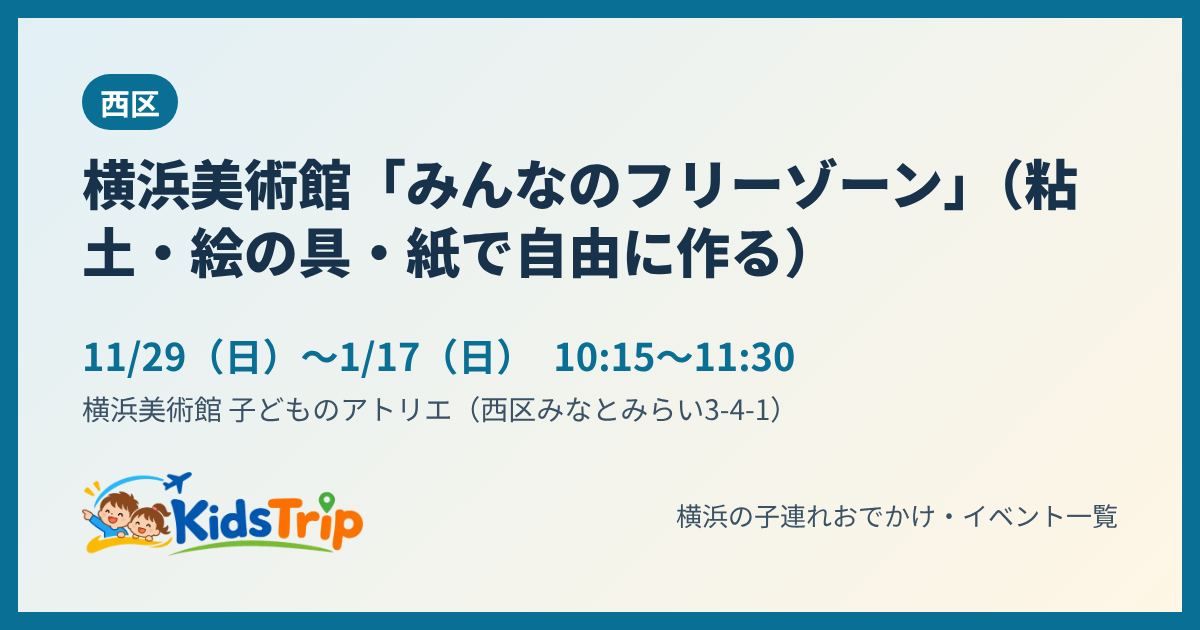 西区
横浜美術館「みんなのフリーゾーン」（粘
土・絵の具・紙で自由に作る）
11/29（日）〜1/17（日） 10:15〜11:30
横浜美術館 子どものアトリエ（西区みなとみらい3-4-1）
KidsTrip
横浜の子連れおでかけ・イベント一覧